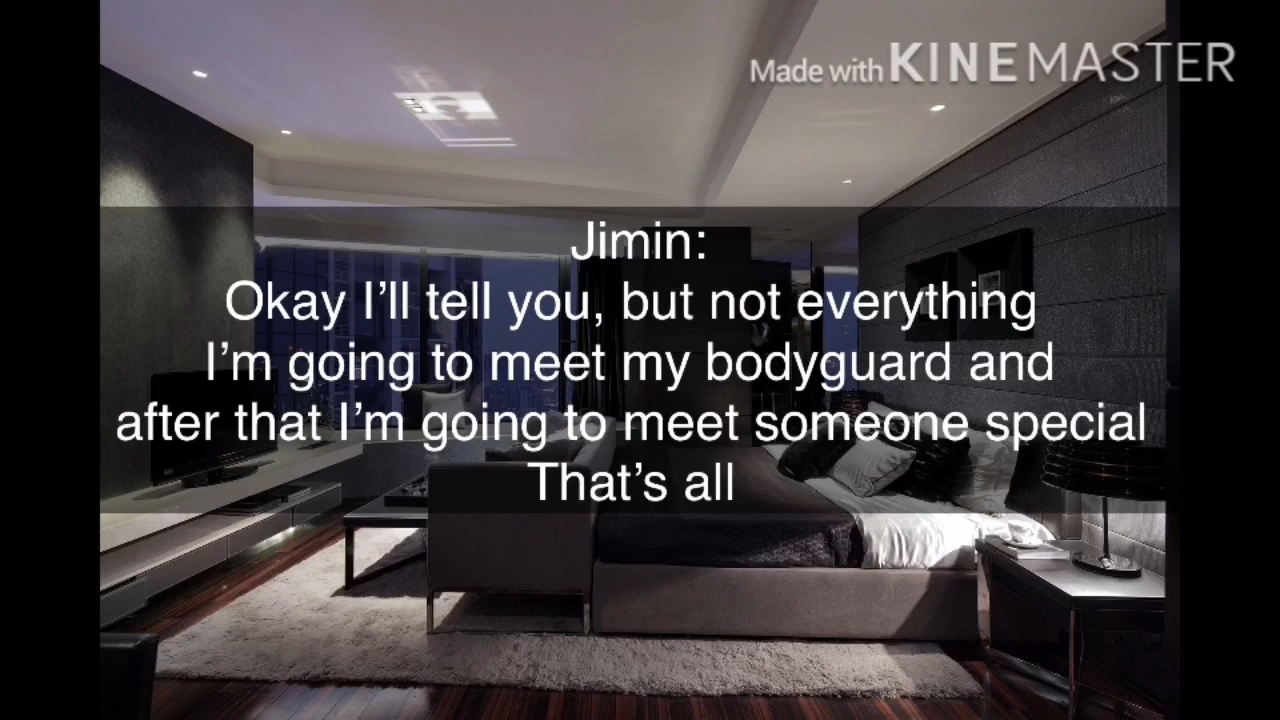 Made with KINEMASTER
Jimin:
Okay I’ll tell you, but not everything
I’m going to meet my bodyguard and
after that I’m going to meet someone special
That’s all